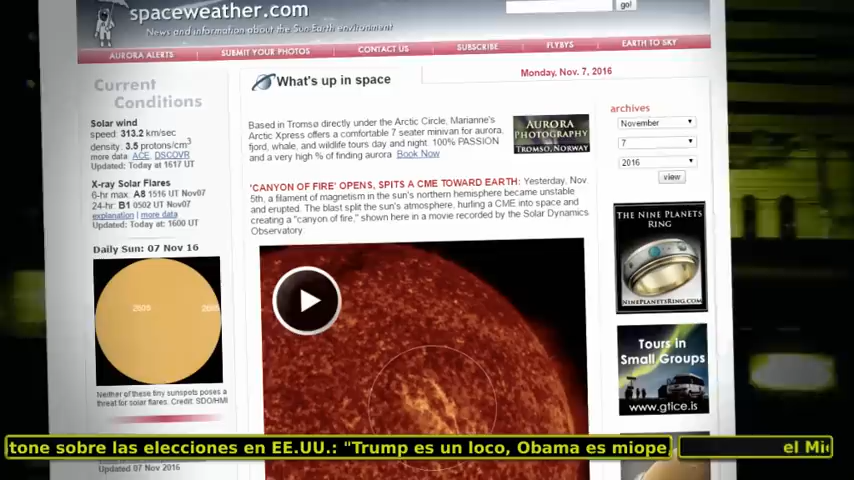 spaceweather.com
News and information about the Sun Earth environment
go!
AURORA ALERTS | SUBMIT YOUR PHOTOS | CONTACT US | SUBSCRIBE | FLYBYS | EARTH TO SKY
Current
Conditions
Solar wind
speed: 313.2 km/sec
density: 3.5 protons/cm3
more data: ACE, DSCOVR
Updated: Today at 1617 UT
X-ray Solar Flares
6-hr max: A8 1516 UT Nov07
24-hr: B1 0502 UT Nov07
explanation | more data
Updated: Today at: 1600 UT
Daily Sun: 07 Nov 16
2605
Neither of these tiny sunspots poses a
threat for solar flares. Credit: SDO/HMI
Updated 07 Nov 2016
What's up in space
Monday, Nov. 7, 2016
Based in Tromsø directly under the Arctic Circle, Marianne's
Arctic Xpress offers a comfortable 7 seater minivan for aurora,
fjord, whale, and wildlife tours day and night. 100% PASSION
and a very high % of finding aurora Book Now
AURORA
PHOTOGRAPHY
TROMSO, NORWAY
'CANYON OF FIRE' OPENS, SPITS A CME TOWARD EARTH: Yesterday, Nov.
5th, a filament of magnetism in the sun's northern hemisphere became unstable
and erupted. The blast split the sun's atmosphere, hurling a CME into space and
creating a "canyon of fire," shown here in a movie recorded by the Solar Dynamics
Observatory.
archives
November
7
2016
view
THE NINE PLANETS
RING
NINEPLANETSRING.COM
Tours in
Small Groups
www.gtice.is
tone sobre las elecciones en EE.UU.: "Trump es un loco, Obama es miope,
el Mi